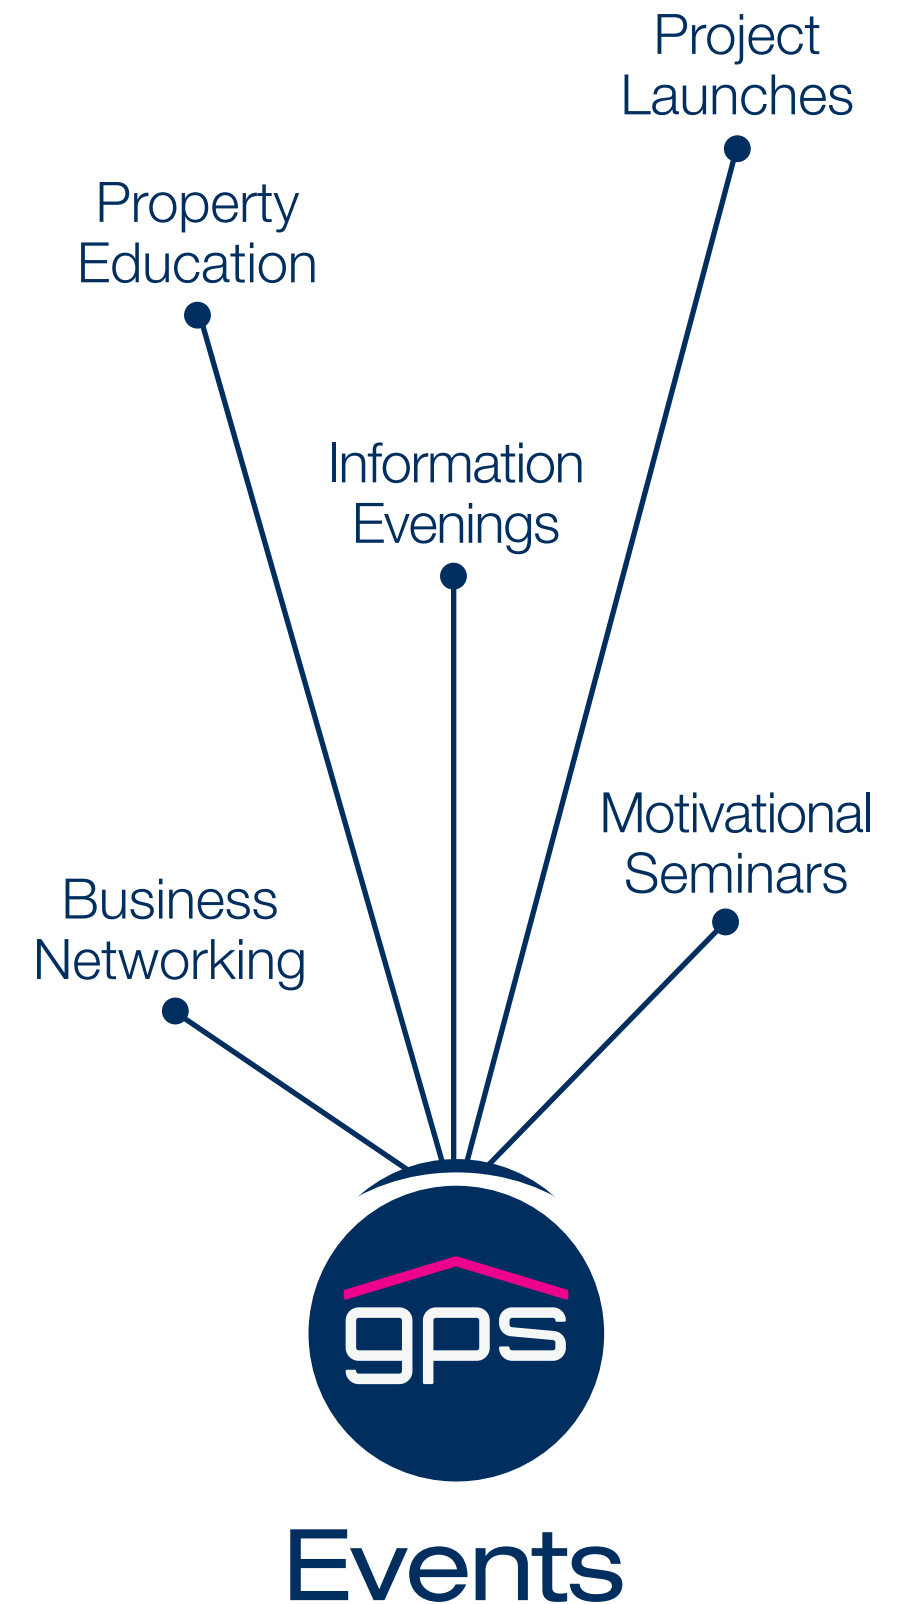 Project
Launches
Property
Education
Information
Evenings
Motivational
Seminars
Business
Networking
gps
Events